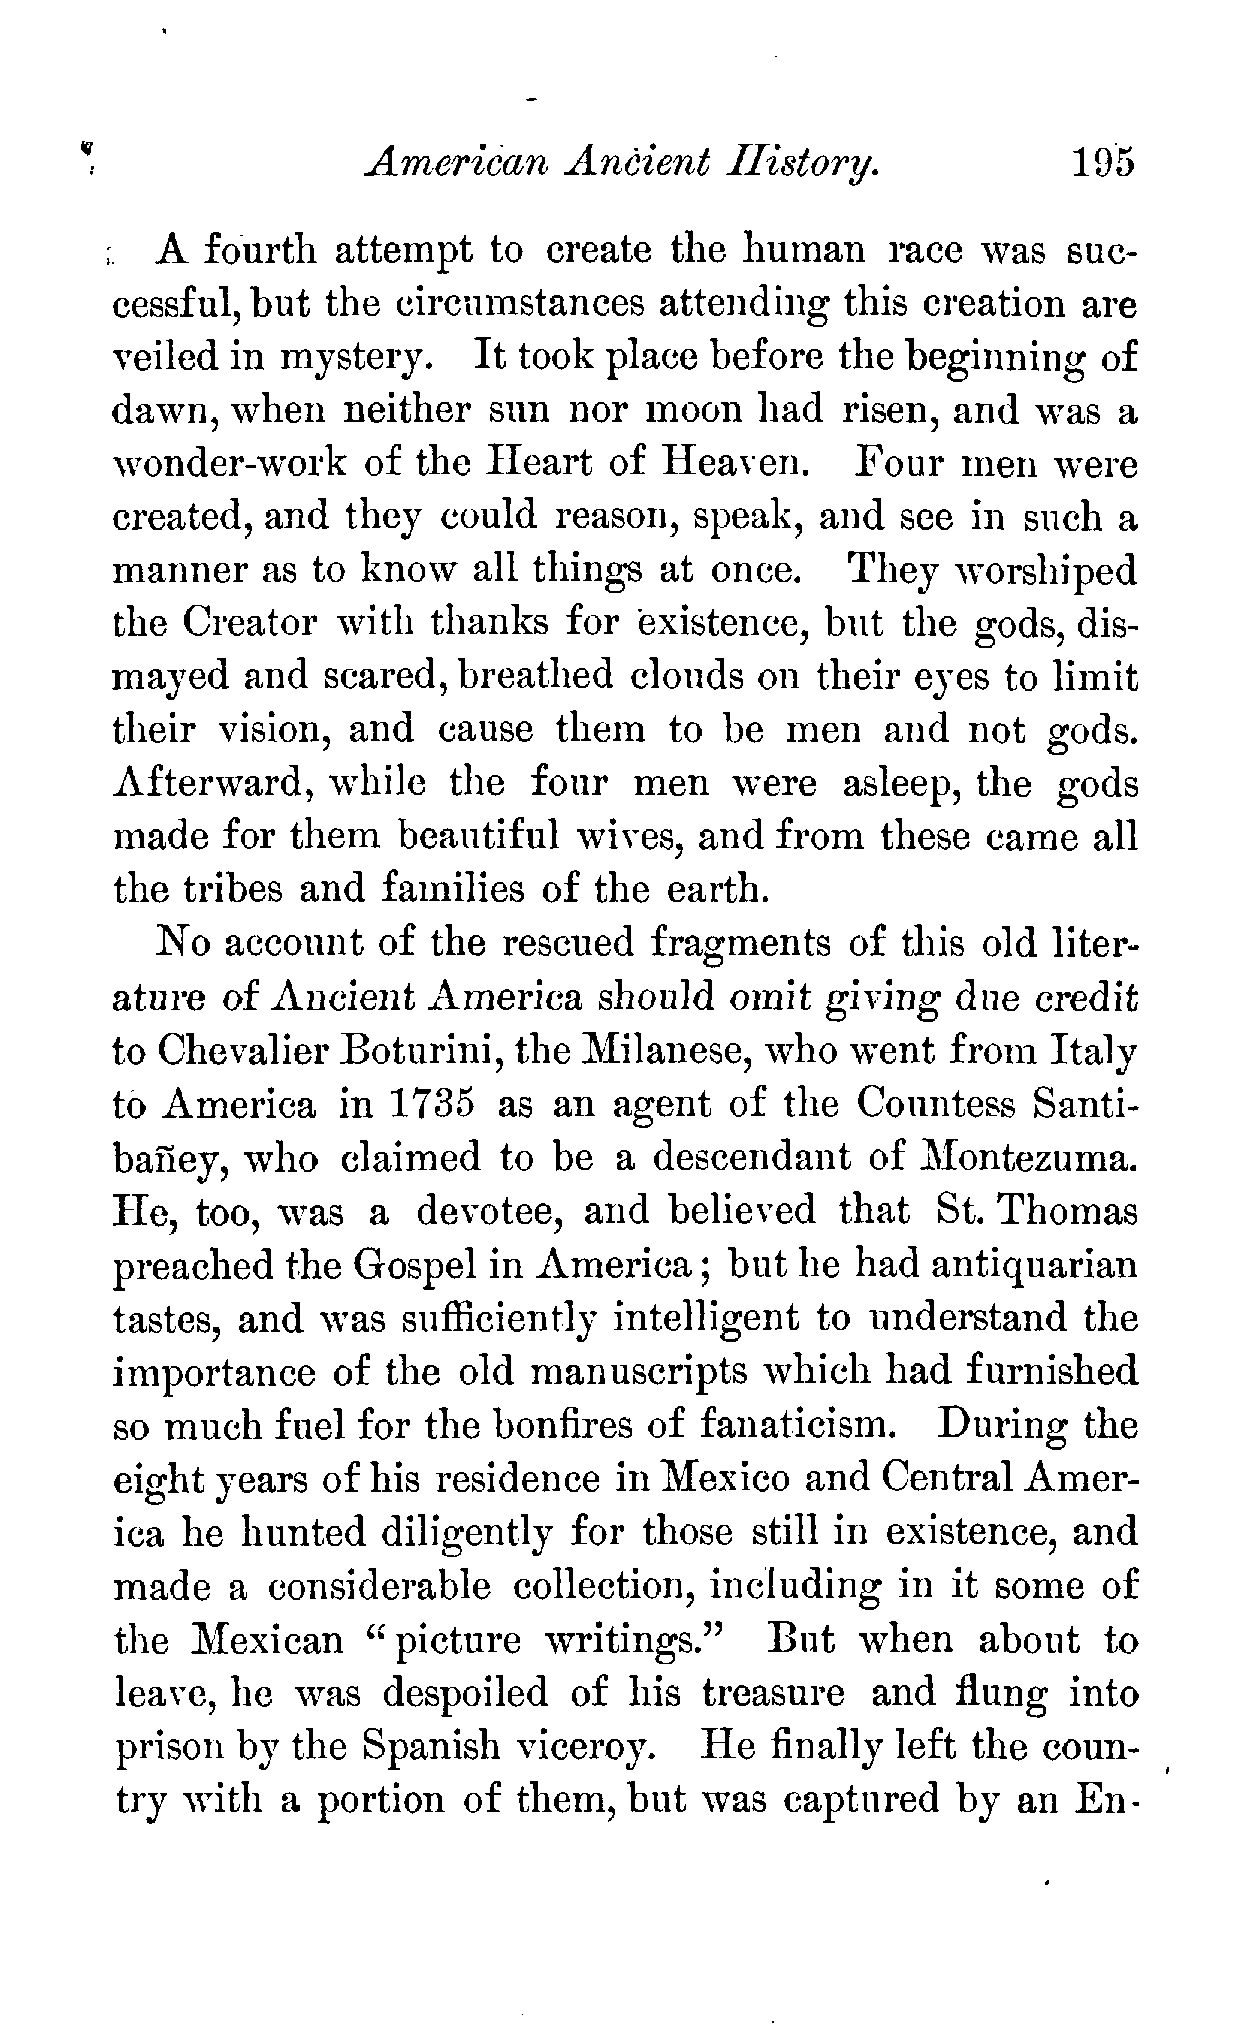 American Ancient History. 195
A fourth attempt to create the human race was suc-
cessful, but the circumstances attending this creation are
veiled in mystery. It took place before the beginning of
dawn, when neither sun nor moon had risen, and was a
wonder-work of the Heart of Heaven. Four men were
created, and they could reason, speak, and see in such a
manner as to know all things at once. They worshiped
the Creator with thanks for existence, but the gods, dis-
mayed and scared, breathed clouds on their eyes to limit
their vision, and cause them to be men and not gods.
Afterward, while the four men were asleep, the gods
made for them beautiful wives, and from these came all
the tribes and families of the earth.
No account of the rescued fragments of this old liter-
ature of Ancient America should omit giving due credit
to Chevalier Boturini, the Milanese, who went from Italy
to America in 1735 as an agent of the Countess Santi-
bañey, who claimed to be a descendant of Montezuma.
He, too, was a devotee, and believed that St. Thomas
preached the Gospel in America; but he had antiquarian
tastes, and was sufficiently intelligent to understand the
importance of the old manuscripts which had furnished
so much fuel for the bonfires of fanaticism. During the
eight years of his residence in Mexico and Central Amer-
ica he hunted diligently for those still in existence, and
made a considerable collection, including in it some of
the Mexican “picture writings.” But when about to
leave, he was despoiled of his treasure and flung into
prison by the Spanish viceroy. He finally left the coun-
try with a portion of them, but was captured by an En-